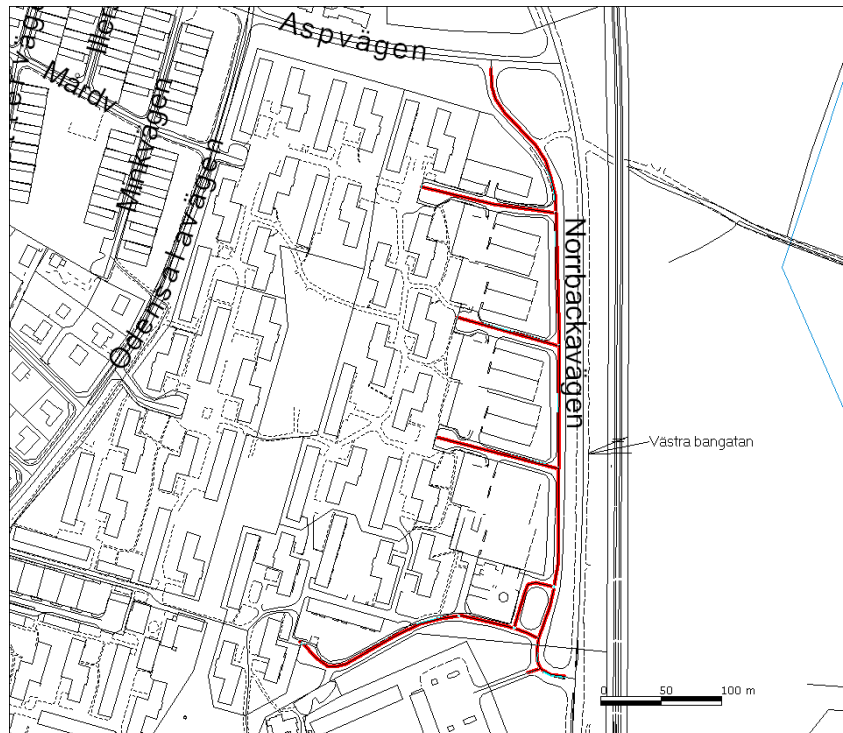 Aspvägen
Mårdv
Minkvägen
Odensalavägen
Norrbackavägen
Västra bangatan
0 50 100 m